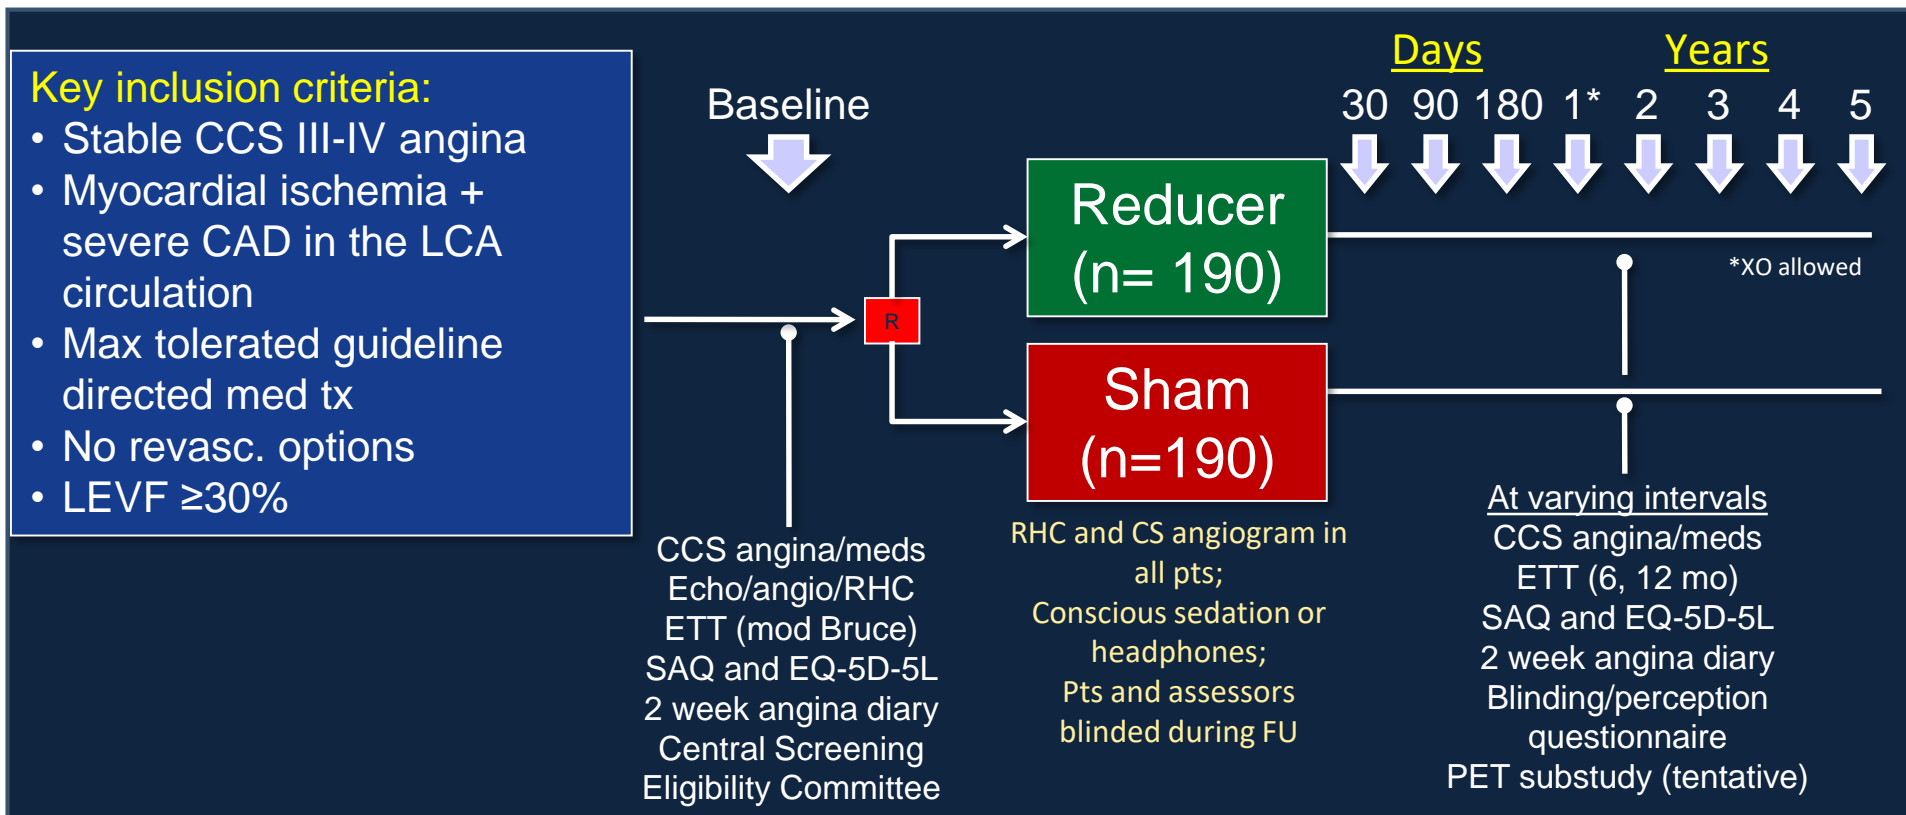 Key inclusion criteria:
• Stable CCS III-IV angina
• Myocardial ischemia +
severe CAD in the LCA
circulation
• Max tolerated guideline
directed med tx
• No revasc. options
• LEVF ≥30%
Baseline
CCS angina/meds
Echo/angio/RHC
ETT (mod Bruce)
SAQ and EQ-5D-5L
2 week angina diary
Central Screening
Eligibility Committee
R
Reducer
(n= 190)
Sham
(n=190)
RHC and CS angiogram in
all pts;
Conscious sedation or
headphones;
Pts and assessors
blinded during FU
Days Years
30 90 180 1* 2 3 4 5
*XO allowed
At varying intervals
CCS angina/meds
ETT (6, 12 mo)
SAQ and EQ-5D-5L
2 week angina diary
Blinding/perception
questionnaire
PET substudy (tentative)